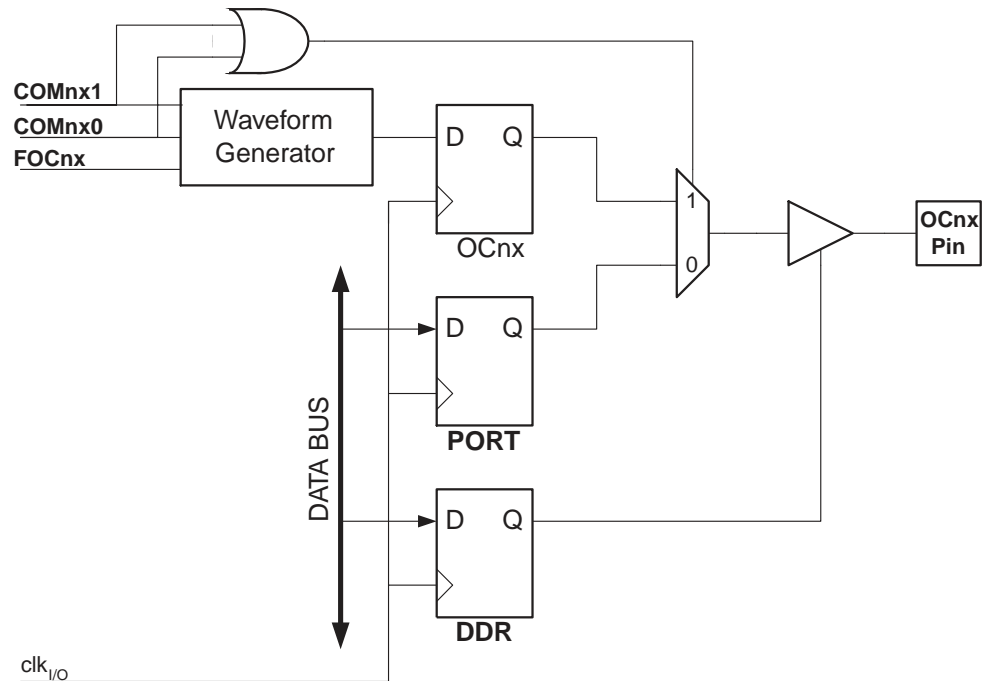 COMnx1
COMnx0
FOCnx
Waveform
Generator
D Q
OCnx
1
0
OCnx
Pin
D Q
PORT
DATA BUS
D Q
DDR
clkI/O